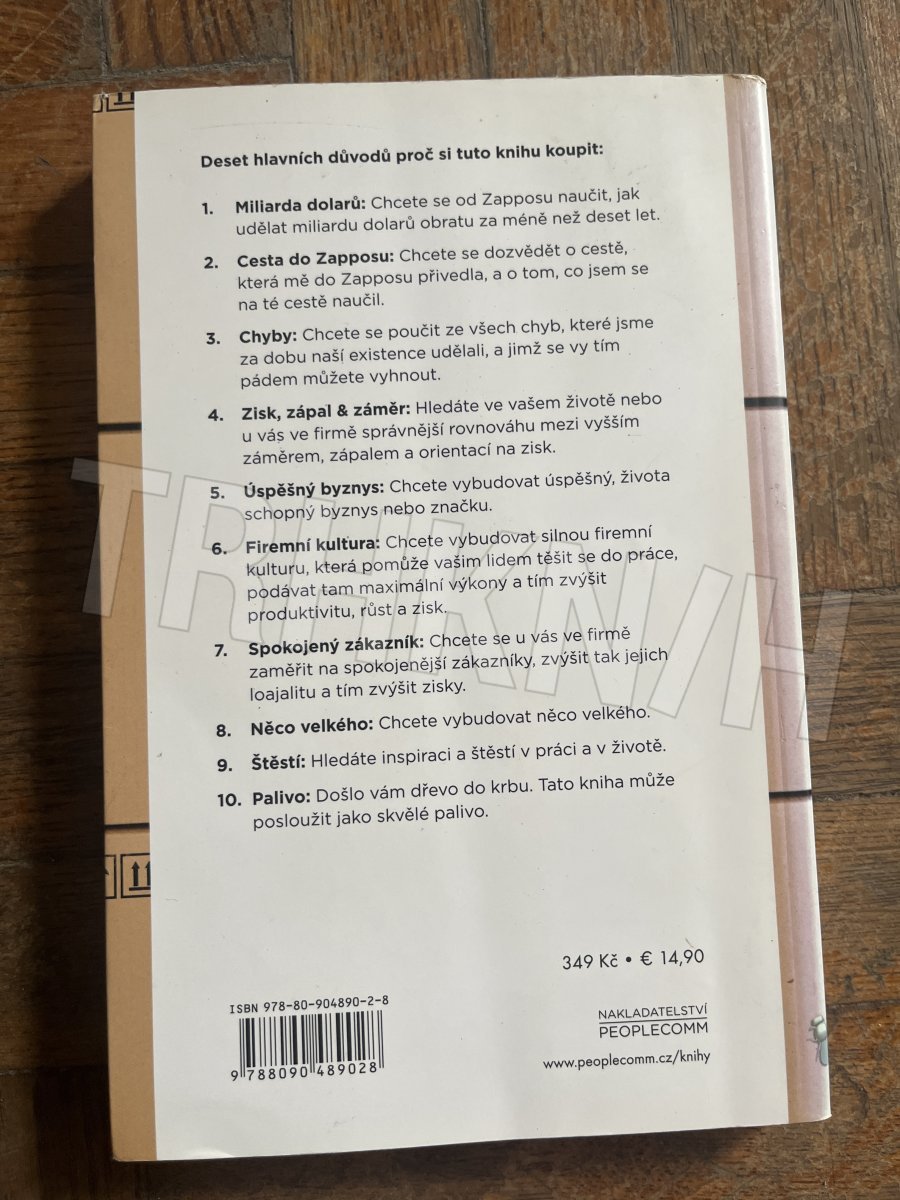 Deset hlavních důvodů proč si tuto knihu koupit:
1. Miliarda dolarů: Chcete se od Zapposu naučit, jak
udělat miliardu dolarů obratu za méně než deset let.
2. Cesta do Zapposu: Chcete se dozvědět o cestě,
která mě do Zapposu přivedla, a o tom, co jsem se
na té cestě naučil.
3. Chyby: Chcete se poučit ze všech chyb, které jsme
za dobu naší existence udělali, a jimž se vy tím
pádem můžete vyhnout.
4. Zisk, zápal & záměr: Hledáte ve vašem životě nebo
u vás ve firmě správnější rovnováhu mezi vyšším
záměrem, zápalem a orientací na zisk.
5. Úspěšný byznys: Chcete vybudovat úspěšný, života
schopný byznys nebo značku.
6. Firemní kultura: Chcete vybudovat silnou firemní
kulturu, která pomůže vašim lidem těšit se do práce,
podávat tam maximální výkony a tím zvýšit
produktivitu, růst a zisk.
7. Spokojený zákazník: Chcete se u vás ve firmě
zaměřit na spokojenější zákazníky, zvýšit tak jejich
loajalitu a tím zvýšit zisky.
8. Něco velkého: Chcete vybudovat něco velkého.
9. Štěstí: Hledáte inspiraci a štěstí v práci a v životě.
10. Palivo: Došlo vám dřevo do krbu. Tato kniha může
posloužit jako skvělé palivo.
349 Kč • € 14,90
ISBN 978-80-904890-2-8
9 788090 489028
NAKLADATELSTVÍ
PEOPLECOMM
www.peoplecomm.cz/knihy
TRHKNIH